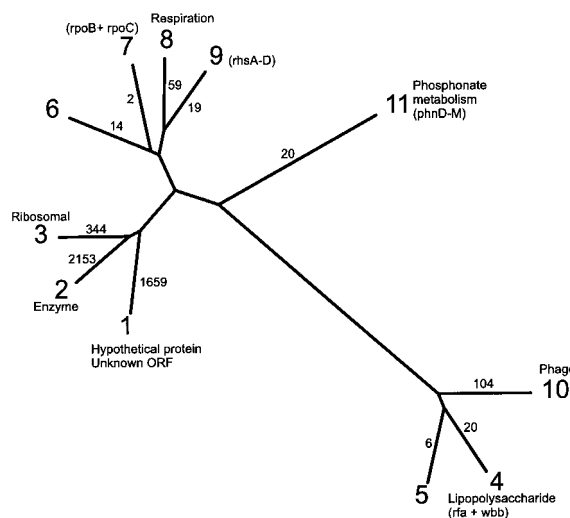 Respiration
(rpoB+ rpoC)
7
8
9 (rhsA-D)
59
2
19
6
14
11 Phosphonate
metabolism
(phnD-M)
20
Ribosomal
3
344
2153
2
Enzyme
1659
1
Hypothetical protein
Unknown ORF
Phag
104
10
6
20
5
4
Lipopolysaccharide
(rfa + wbb)